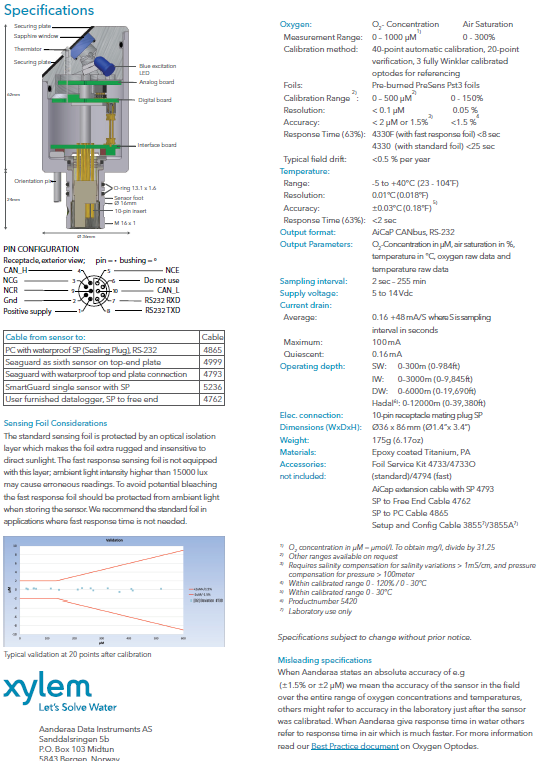 Specifications
Securing plate
Sapphire window
Thermistor
Securing plate
Blue excitation
LED
Analog board
Digital board
62mm
Interface board
Orientation pin
O-ring 13.1 x 1.6
Sensor foot
Ø 16mm
10-pin insert
24mm
M 16 x 1
Ø 36mm
PIN CONFIGURATION
Receptacle, exterior view; pin = • bushing = °
CAN_H 4 5 NCE
NCG 3 6 Do not use
NCR 9 10 CAN_L
Gnd 2 7 RS232 RXD
Positive supply 1 8 RS232 TXD
Cable from sensor to: Cable
PC with waterproof SP (Sealing Plug), RS-232 4865
Seaguard as sixth sensor on top-end plate 4999
Seaguard with waterproof top end plate connection 4793
SmartGuard single sensor with SP 5236
User furnished datalogger, SP to free end 4762
Sensing Foil Considerations
The standard sensing foil is protected by an optical isolation
layer which makes the foil extra rugged and insensitive to
direct sunlight. The fast response sensing foil is not equipped
with this layer; ambient light intensity higher than 15000 lux
may cause erroneous readings. To avoid potential bleaching
the fast response foil should be protected from ambient light
when storing the sensor. We recommend the standard foil in
applications where fast response time is not needed.
Validation
Typical validation at 20 points after calibration
xylem
Let's Solve Water
Aanderaa Data Instruments AS
Sanddalsringen 5b
P.O. Box 103 Midtun
5843 Bergen, Norway
Oxygen: O2- Concentration Air Saturation
Measurement Range: 0 - 1000 µM1) 0 - 300%
Calibration method: 40-point automatic calibration, 20-point
verification, 3 fully Winkler calibrated
optodes for referencing
Foils: Pre-burned PreSens Pst3 foils
Calibration Range 2): 0 - 500 µM2) 0 - 150%
Resolution: < 0.1 µM 0.05 %
Accuracy: < 2 µM or 1.5%3) <1.5 %4
Response Time (63%): 4330F (with fast response foil) <8 sec
4330 (with standard foil) <25 sec
Typical field drift: <0.5 % per year
Temperature:
Range: -5 to +40°C (23 - 104°F)
Resolution: 0.01°C (0.018°F)
Accuracy: ±0.03°C (0.18°F)5)
Response Time (63%): <2 sec
Output format: AiCaP CANbus, RS-232
Output Parameters: O2-Concentration in µM, air saturation in %,
temperature in °C, oxygen raw data and
temperature raw data
Sampling interval: 2 sec - 255 min
Supply voltage: 5 to 14Vdc
Current drain:
Average: 0.16 +48 mA/S where S is sampling
interval in seconds
Maximum: 100mA
Quiescent: 0.16 mA
Operating depth: SW: 0-300m (0-984ft)
IW: 0-3000m (0-9,845ft)
DW: 0-6000m (0-19,690ft)
Hadal6): 0-12000m (0-39,380ft)
Elec. connection: 10-pin receptacle mating plug SP
Dimensions (WxDxH): Ø36 x 86 mm (Ø1.4"x 3.4")
Weight: 175g (6.17oz)
Materials: Epoxy coated Titanium, PA
Accessories: Foil Service Kit 4733/4733O
not included: (standard)/4794 (fast)
AiCap extension cable with SP 4793
SP to Free End Cable 4762
SP to PC Cable 4865
Setup and Config Cable 38557)/3855A7)
1) O2 concentration in µM = µmol/l. To obtain mg/l, divide by 31.25
2) Other ranges available on request
3) Requires salinity compensation for salinity variations > 1mS/cm, and pressure
compensation for pressure > 100meter
4) Within calibrated range 0 - 120% / 0 - 30°C
5) Within calibrated range 0 - 30°C
6) Productnumber 5420
7) Laboratory use only
Specifications subject to change without prior notice.
Misleading specifications
When Aanderaa states an absolute accuracy of e.g
(±1.5% or ±2 µM) we mean the accuracy of the sensor in the field
over the entire range of oxygen concentrations and temperatures,
others might refer to accuracy in the laboratory just after the sensor
was calibrated. When Aanderaa give response time in water others
refer to response time in air which is much faster. For more information
read our Best Practice document on Oxygen Optodes.